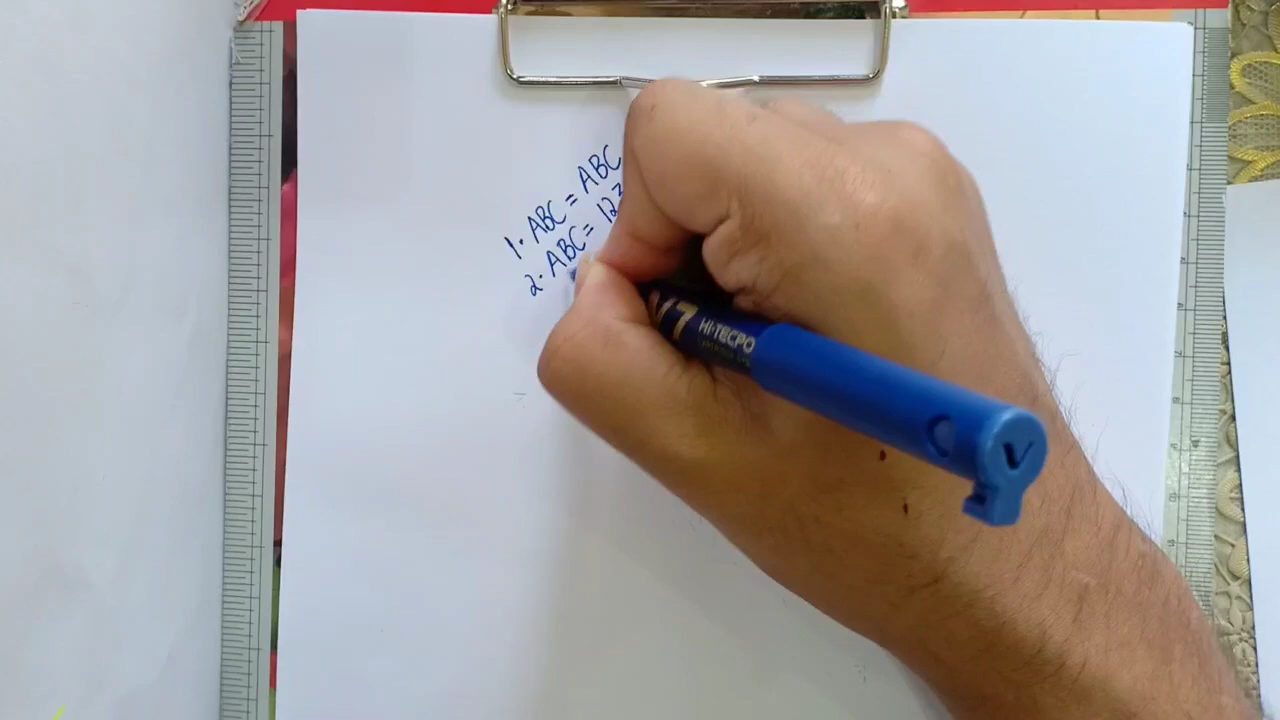 1. ABC = ABC
2. ABC = 12
V7 HI-TECPO